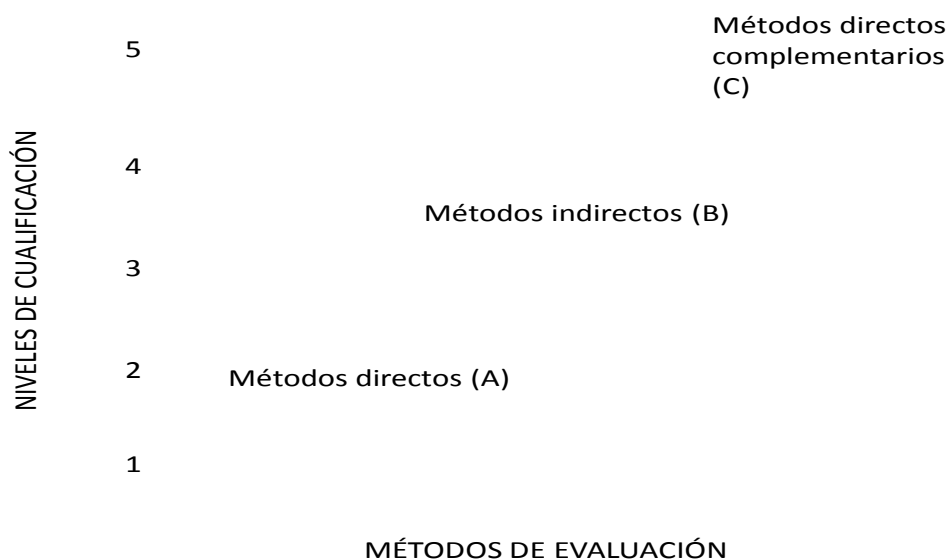 Métodos directos
complementarios
(C)
5
4
Métodos indirectos (B)
3
2
Métodos directos (A)
1
NIVELES DE CUALIFICACIÓN
MÉTODOS DE EVALUACIÓN